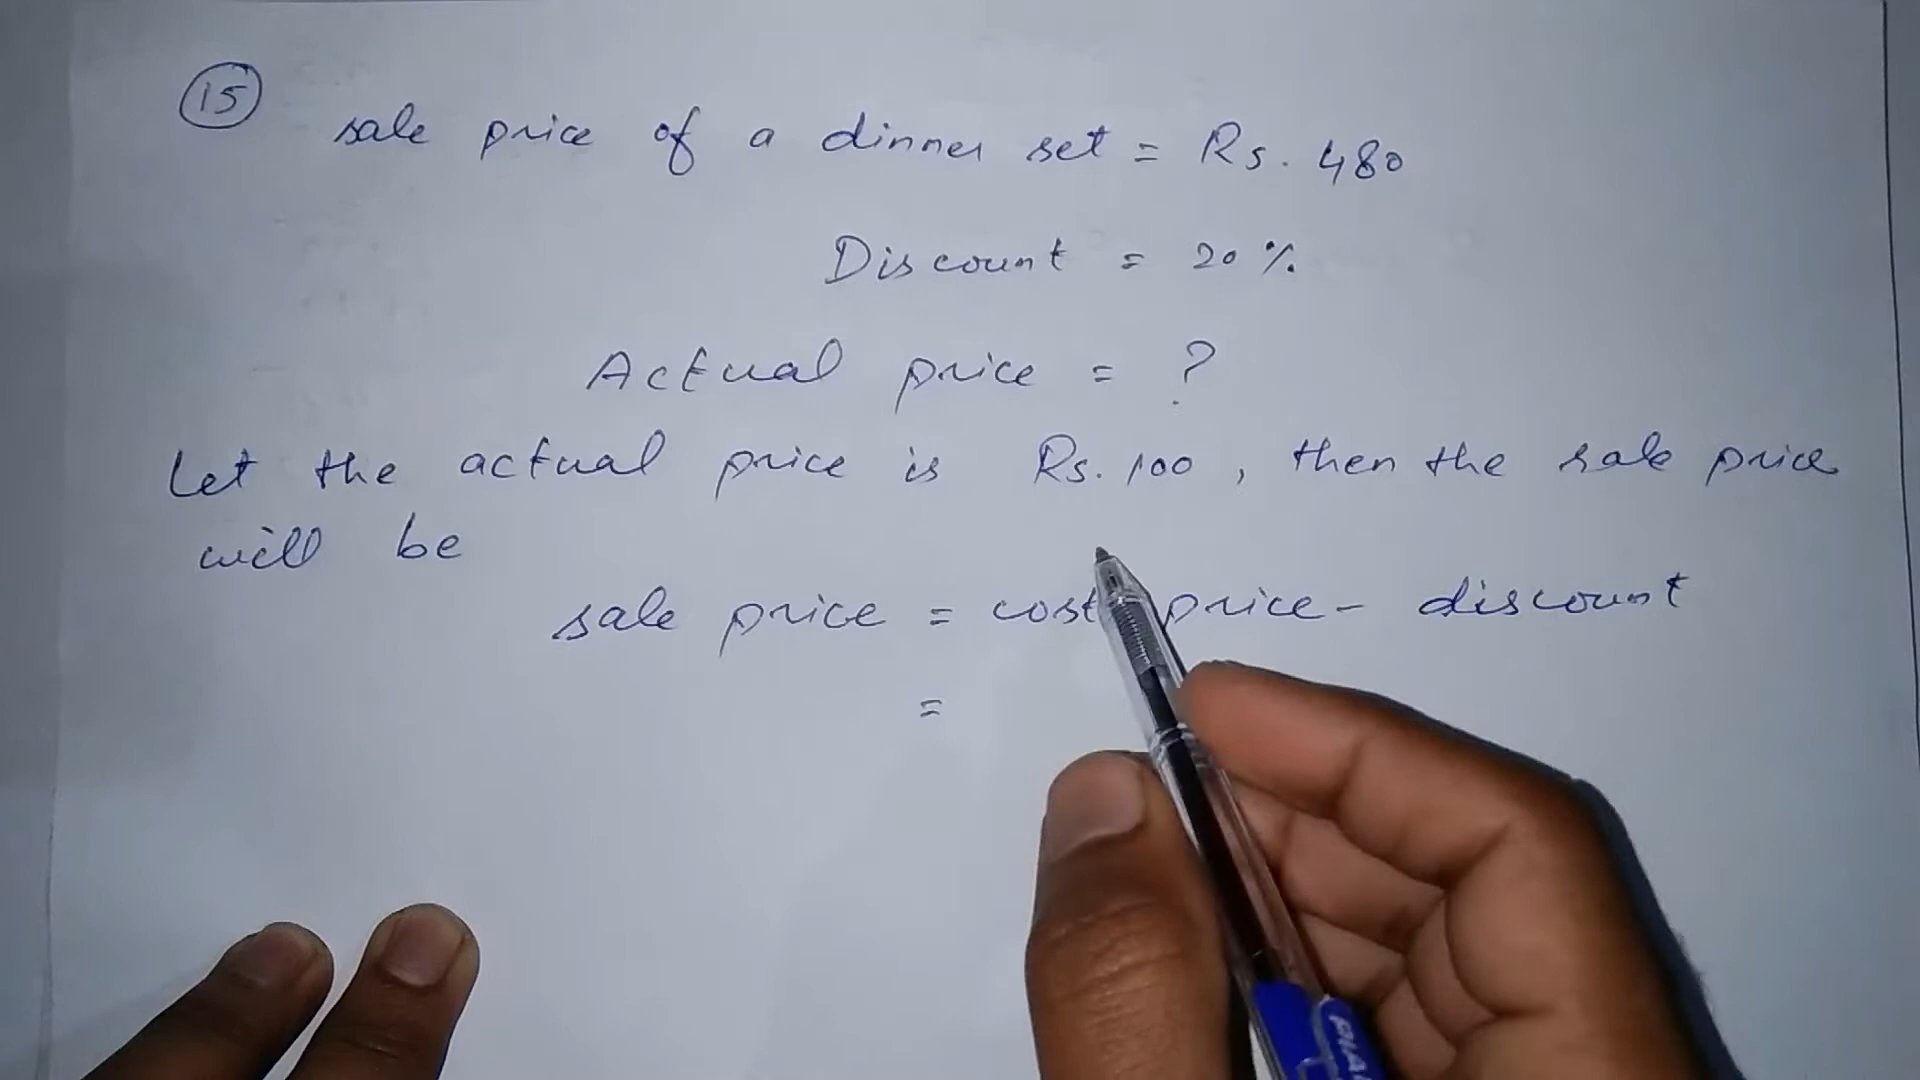 15
sale price of a dinner set = Rs. 480
Discount = 20%
Actual price = ?
Let the actual price is Rs. 100, then the sale price
will be
sale price = cost price - discount
=